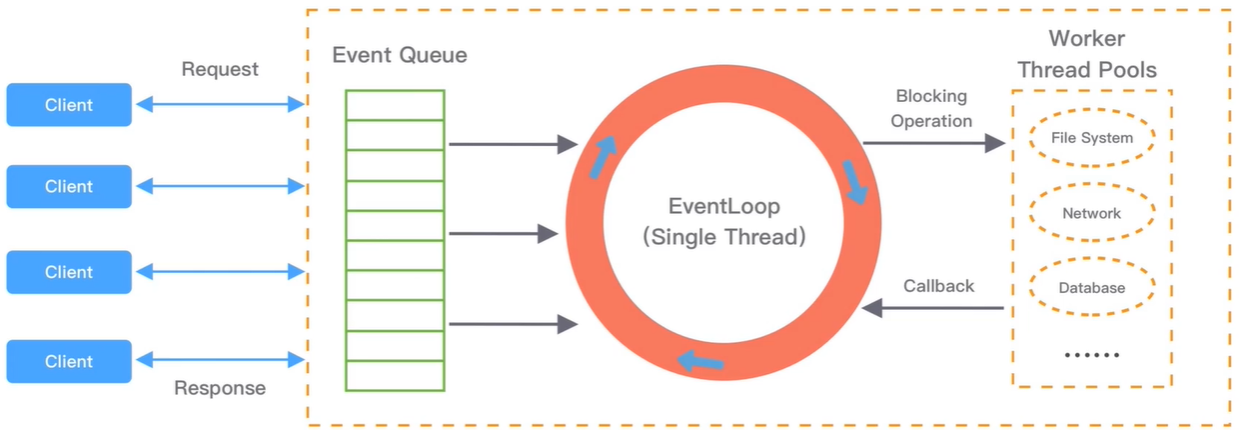 Request
Client
Client
Client
Client
Response
Event Queue
EventLoop
(Single Thread)
Blocking
Operation
Callback
Worker
Thread Pools
File System
Network
Database
......